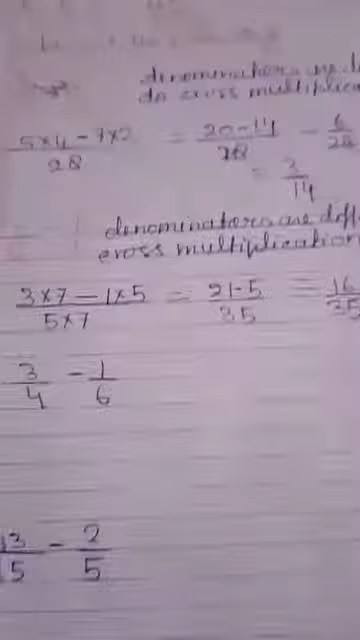 denominators are d
do cross multiplica
5×4 - 7×2 / 28 = 20-14 / 28 - 6 / 28
= 3 / 14
denominators are diff
cross multiplication
3×7 - 1×5 / 5×7 = 21-5 / 35 = 16 / 35
3/4 - 1/6
13/15 - 2/5